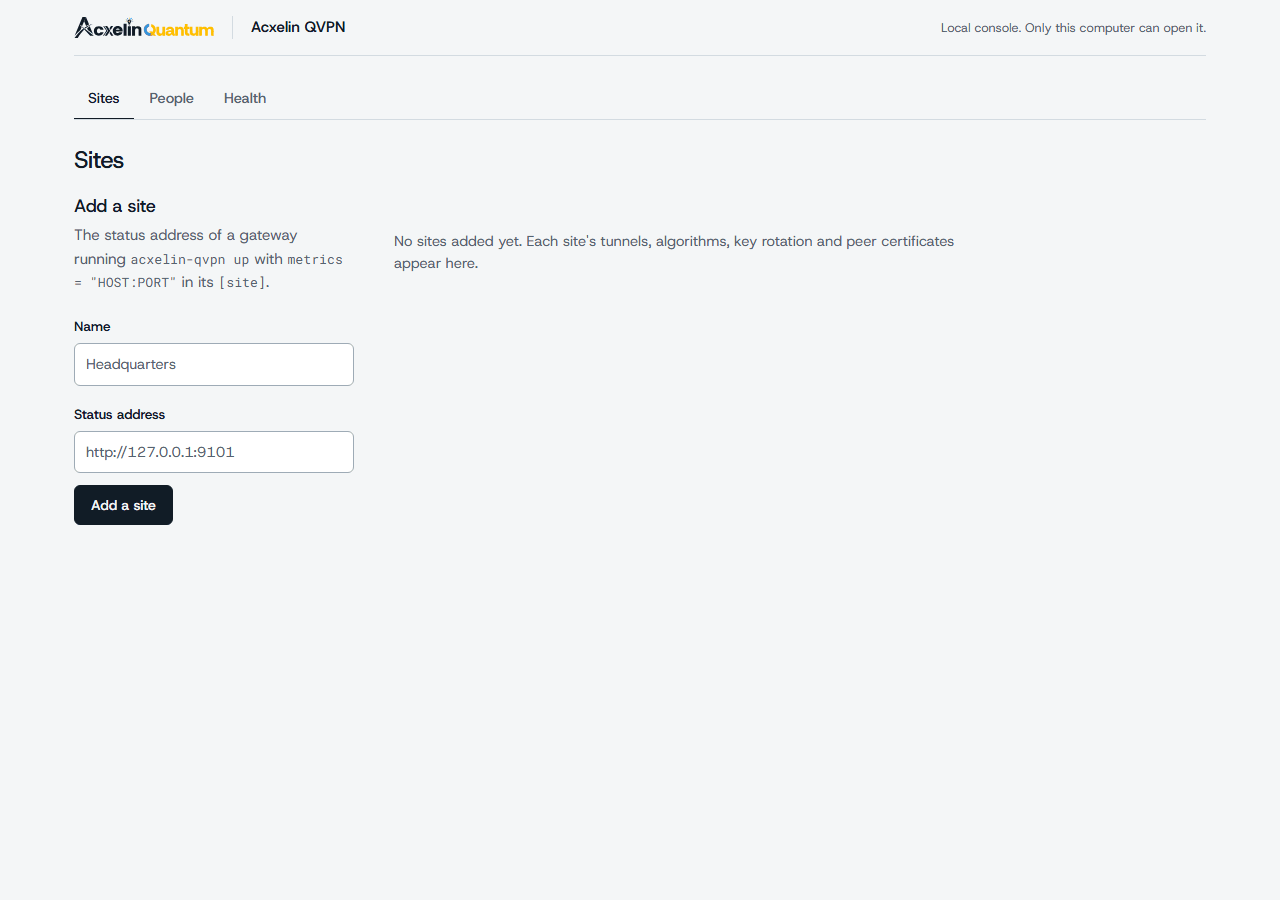 Acxelin Quantum
Acxelin QVPN
Local console. Only this computer can open it.
Sites
People
Health
Sites
Add a site
The status address of a gateway
running acxelin-qvpn up with metrics
= "HOST:PORT" in its [site].
No sites added yet. Each site's tunnels, algorithms, key rotation and peer certificates
appear here.
Name
Headquarters
Status address
http://127.0.0.1:9101
Add a site